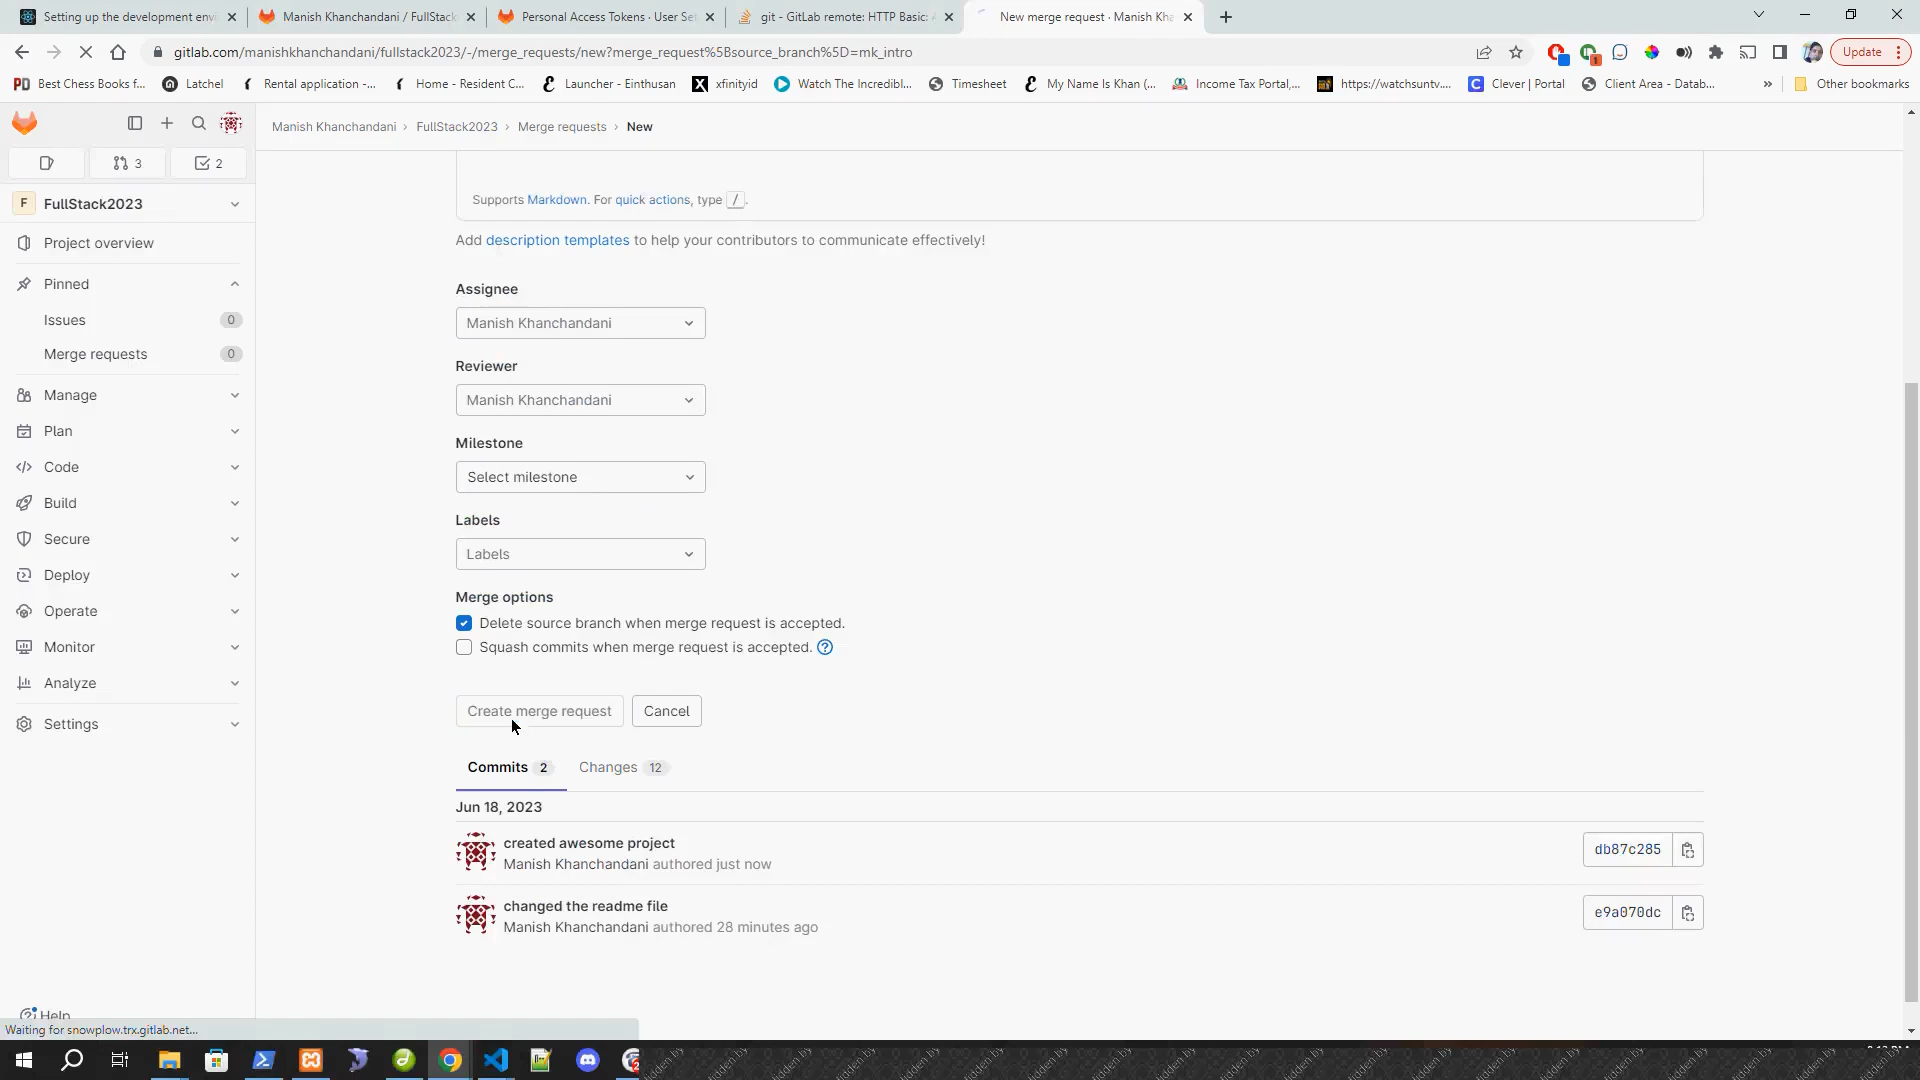 Setting up the development env
Manish Khanchandani / FullStack
Personal Access Tokens · User Se
git - GitLab remote: HTTP Basic:
New merge request · Manish Kha
gitlab.com/manishkhanchandani/fullstack2023/-/merge_requests/new?merge_request%5Bsource_branch%5D=mk_intro
Update
PD Best Chess Books f...
Latchel
Rental application -...
Home - Resident C...
Launcher - Einthusan
xfinityid
Watch The Incredibl...
Timesheet
My Name Is Khan (...
Income Tax Portal,...
https://watchsuntv....
Clever | Portal
Client Area - Datab...
»
Other bookmarks
Manish Khanchandani › FullStack2023 › Merge requests › New
3
2
F FullStack2023
Project overview
Pinned
Issues 0
Merge requests 0
Manage
Plan
Code
Build
Secure
Deploy
Operate
Monitor
Analyze
Settings
Help
Supports Markdown. For quick actions, type /.
Add description templates to help your contributors to communicate effectively!
Assignee
Manish Khanchandani
Reviewer
Manish Khanchandani
Milestone
Select milestone
Labels
Labels
Merge options
Delete source branch when merge request is accepted.
Squash commits when merge request is accepted.
Create merge request
Cancel
Commits 2
Changes 12
Jun 18, 2023
created awesome project
Manish Khanchandani authored just now
db87c285
changed the readme file
Manish Khanchandani authored 28 minutes ago
e9a070dc
Waiting for snowplow.trx.gitlab.net...
hidden by